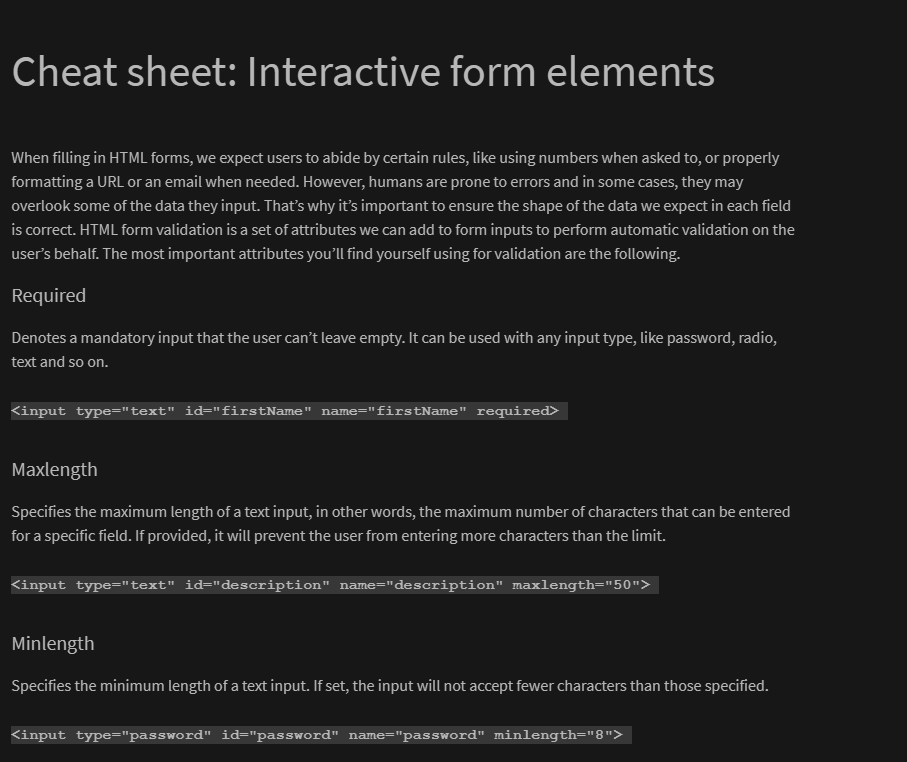 Cheat sheet: Interactive form elements
When filling in HTML forms, we expect users to abide by certain rules, like using numbers when asked to, or properly
formatting a URL or an email when needed. However, humans are prone to errors and in some cases, they may
overlook some of the data they input. That’s why it’s important to ensure the shape of the data we expect in each field
is correct. HTML form validation is a set of attributes we can add to form inputs to perform automatic validation on the
user’s behalf. The most important attributes you’ll find yourself using for validation are the following.
Required
Denotes a mandatory input that the user can’t leave empty. It can be used with any input type, like password, radio,
text and so on.
<input type="text" id="firstName" name="firstName" required>
Maxlength
Specifies the maximum length of a text input, in other words, the maximum number of characters that can be entered
for a specific field. If provided, it will prevent the user from entering more characters than the limit.
<input type="text" id="description" name="description" maxlength="50">
Minlength
Specifies the minimum length of a text input. If set, the input will not accept fewer characters than those specified.
<input type="password" id="password" name="password" minlength="8">